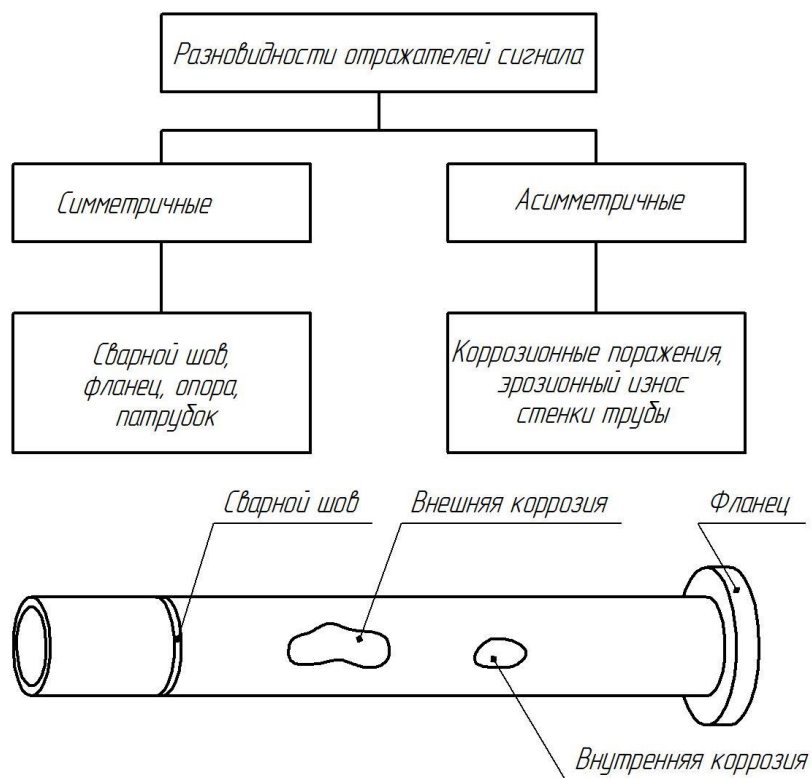 Разновидности отражателей сигнала
Симметричные
Асимметричные
Сварной шов,
фланец, опора,
патрубок
Коррозионные поражения,
эрозионный износ
стенки трубы
Сварной шов
Внешняя коррозия
Фланец
Внутренняя коррозия